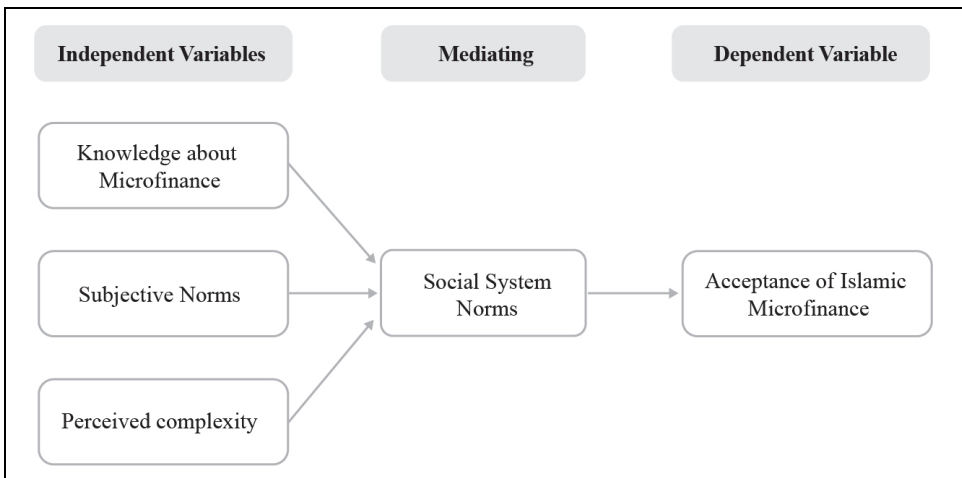 Independent Variables
Mediating
Dependent Variable
Knowledge about
Microfinance
Subjective Norms
Social System
Norms
Acceptance of Islamic
Microfinance
Perceived complexity